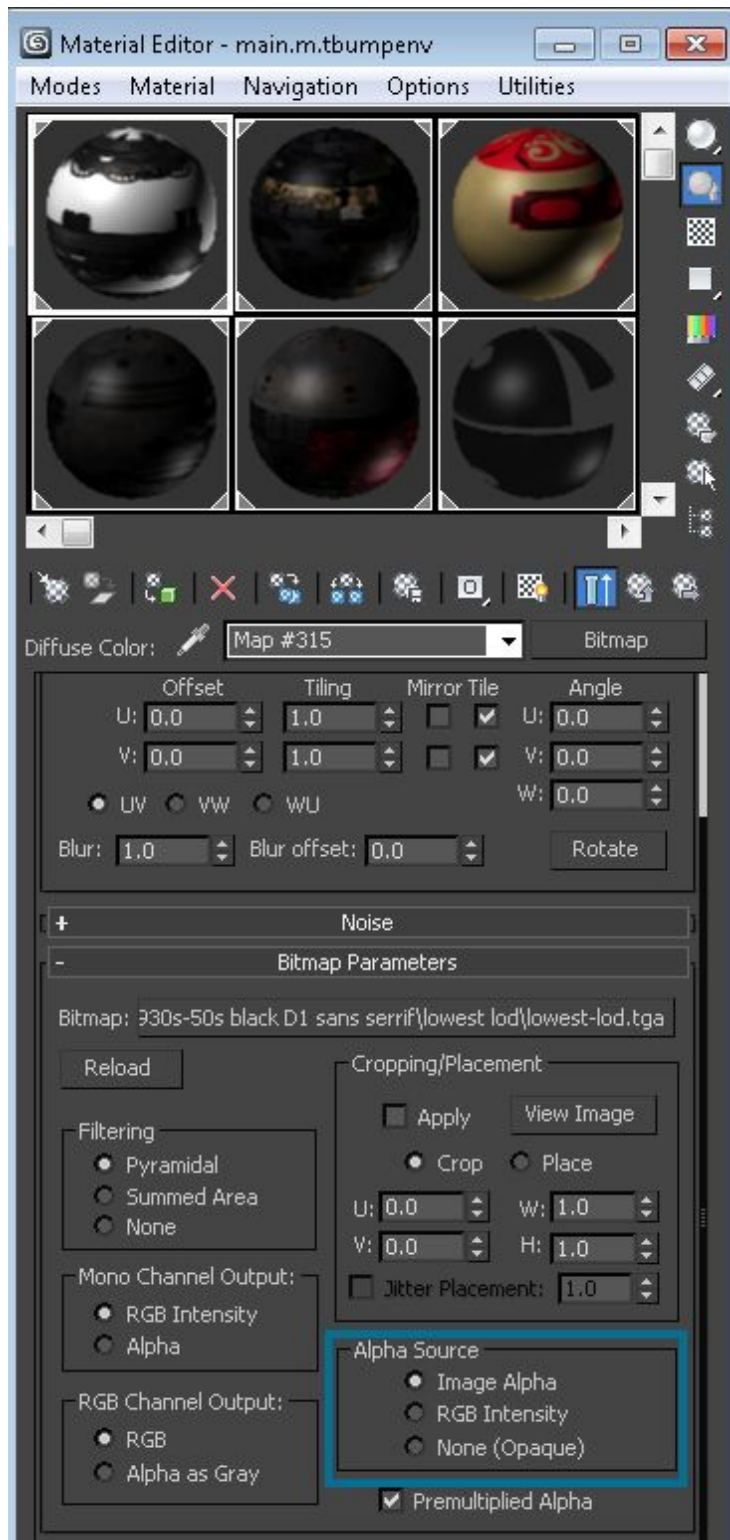 Material Editor - main.m.tbumpenv
Modes Material Navigation Options Utilities
Diffuse Color: Map #315 Bitmap
Offset Tiling Mirror Tile Angle
U: 0.0 1.0 U: 0.0
V: 0.0 1.0 V: 0.0
UV VW WU W: 0.0
Blur: 1.0 Blur offset: 0.0 Rotate
+ Noise
- Bitmap Parameters
Bitmap: 930s-50s black D1 sans serrif\lowest lod\lowest-lod.tga
Reload
Cropping/Placement
Apply View Image
Crop Place
U: 0.0 W: 1.0
V: 0.0 H: 1.0
Jitter Placement: 1.0
Filtering
Pyramidal
Summed Area
None
Mono Channel Output:
RGB Intensity
Alpha
RGB Channel Output:
RGB
Alpha as Gray
Alpha Source
Image Alpha
RGB Intensity
None (Opaque)
Premultiplied Alpha